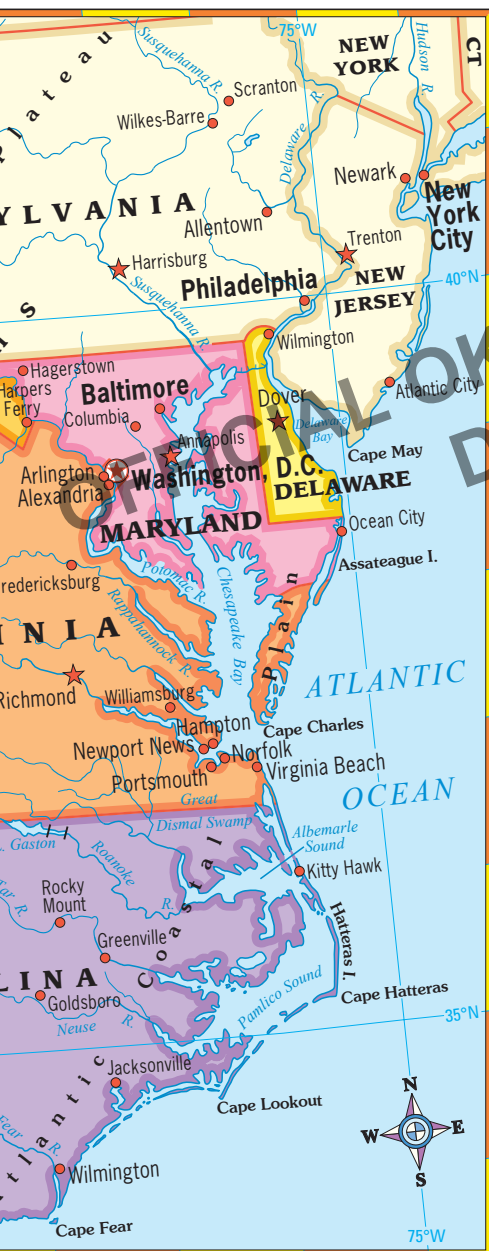 75°W
Plateau
Susquehanna R.
NEW
YORK
Hudson R.
CT
Scranton
Wilkes-Barre
Delaware R.
Newark
New
York
City
YLVANIA
Allentown
Trenton
Harrisburg
Susquehanna R.
Philadelphia
NEW
JERSEY
40°N
S
Wilmington
Hagerstown
Harpers
Ferry
Baltimore
Columbia
Dover
Atlantic City
Delaware
Bay
Annapolis
Cape May
OFFICIAL OK
D
Arlington
Alexandria
Washington, D.C.
DELAWARE
MARYLAND
Ocean City
Assateague I.
redericksburg
Potomac R.
Rappahannock R.
Chesapeake Bay
Plain
INIA
ATLANTIC
OCEAN
Richmond
Williamsburg
Hampton
Cape Charles
Newport News
Norfolk
Virginia Beach
Portsmouth
Great
Dismal Swamp
Albemarle
Sound
L. Gaston
Roanoke
R.
Kitty Hawk
Tar R.
Rocky
Mount
Greenville
Coastal
Hatteras I.
LINA
Goldsboro
Neuse
R.
Pamlico Sound
Cape Hatteras
35°N
Jacksonville
Atlantic
Cape Lookout
Fear
R.
Wilmington
Cape Fear
N
W
E
S
75°W